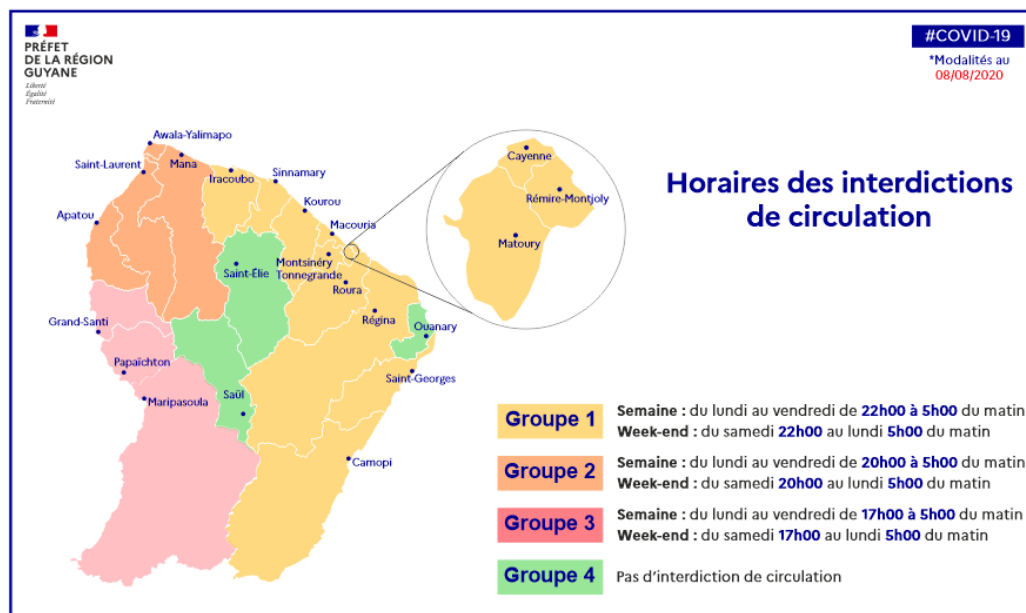 PRÉFET
DE LA RÉGION
GUYANE
Liberté
Égalité
Fraternité
#COVID-19
*Modalités au
08/08/2020
Horaires des interdictions
de circulation
Awala-Yalimapo
Saint-Laurent
Mana
Iracoubo
Sinnamary
Kourou
Apatou
Macouria
Saint-Élie
Montsinéry
Tonnegrande
Roura
Grand-Santi
Régina
Ouanary
Papaïchton
Saint-Georges
Maripasoula
Saül
Camopi
Cayenne
Rémire-Montjoly
Matoury
Groupe 1
Semaine : du lundi au vendredi de 22h00 à 5h00 du matin
Week-end : du samedi 22h00 au lundi 5h00 du matin
Groupe 2
Semaine : du lundi au vendredi de 20h00 à 5h00 du matin
Week-end : du samedi 20h00 au lundi 5h00 du matin
Groupe 3
Semaine : du lundi au vendredi de 17h00 à 5h00 du matin
Week-end : du samedi 17h00 au lundi 5h00 du matin
Groupe 4
Pas d'interdiction de circulation